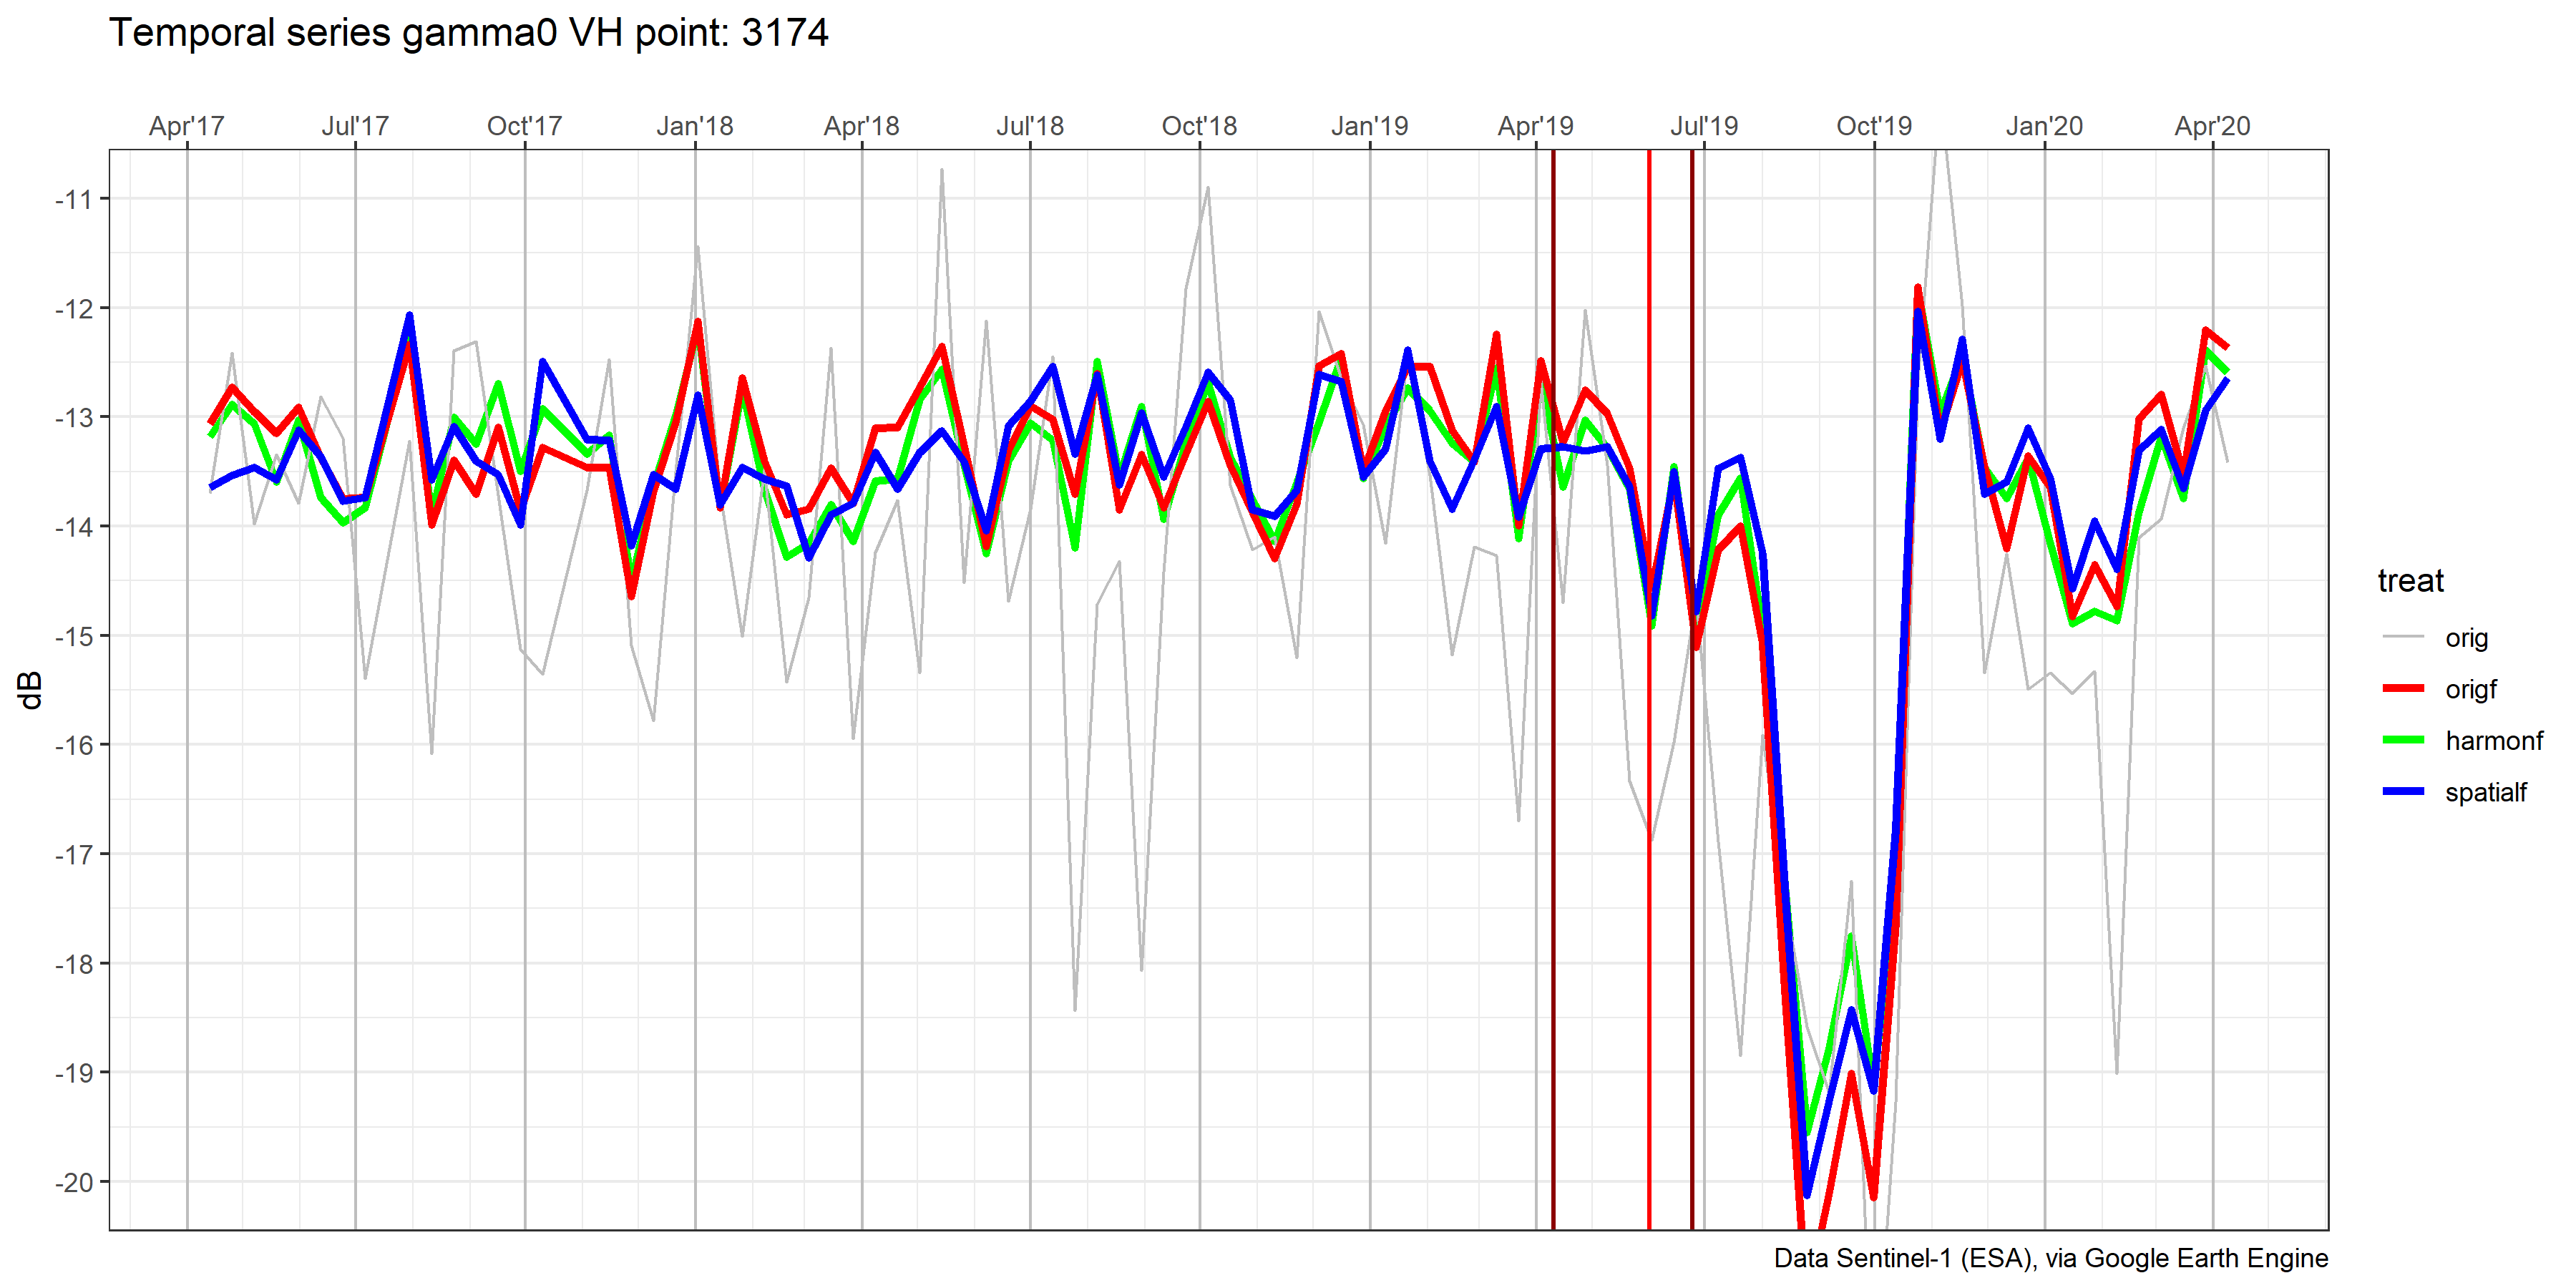 Temporal series gamma0 VH point: 3174
Apr'17 Jul'17 Oct'17 Jan'18 Apr'18 Jul'18 Oct'18 Jan'19 Apr'19 Jul'19 Oct'19 Jan'20 Apr'20
-11
-12
-13
-14
-15
-16
-17
-18
-19
-20
dB
treat
orig
origf
harmonf
spatialf
Data Sentinel-1 (ESA), via Google Earth Engine